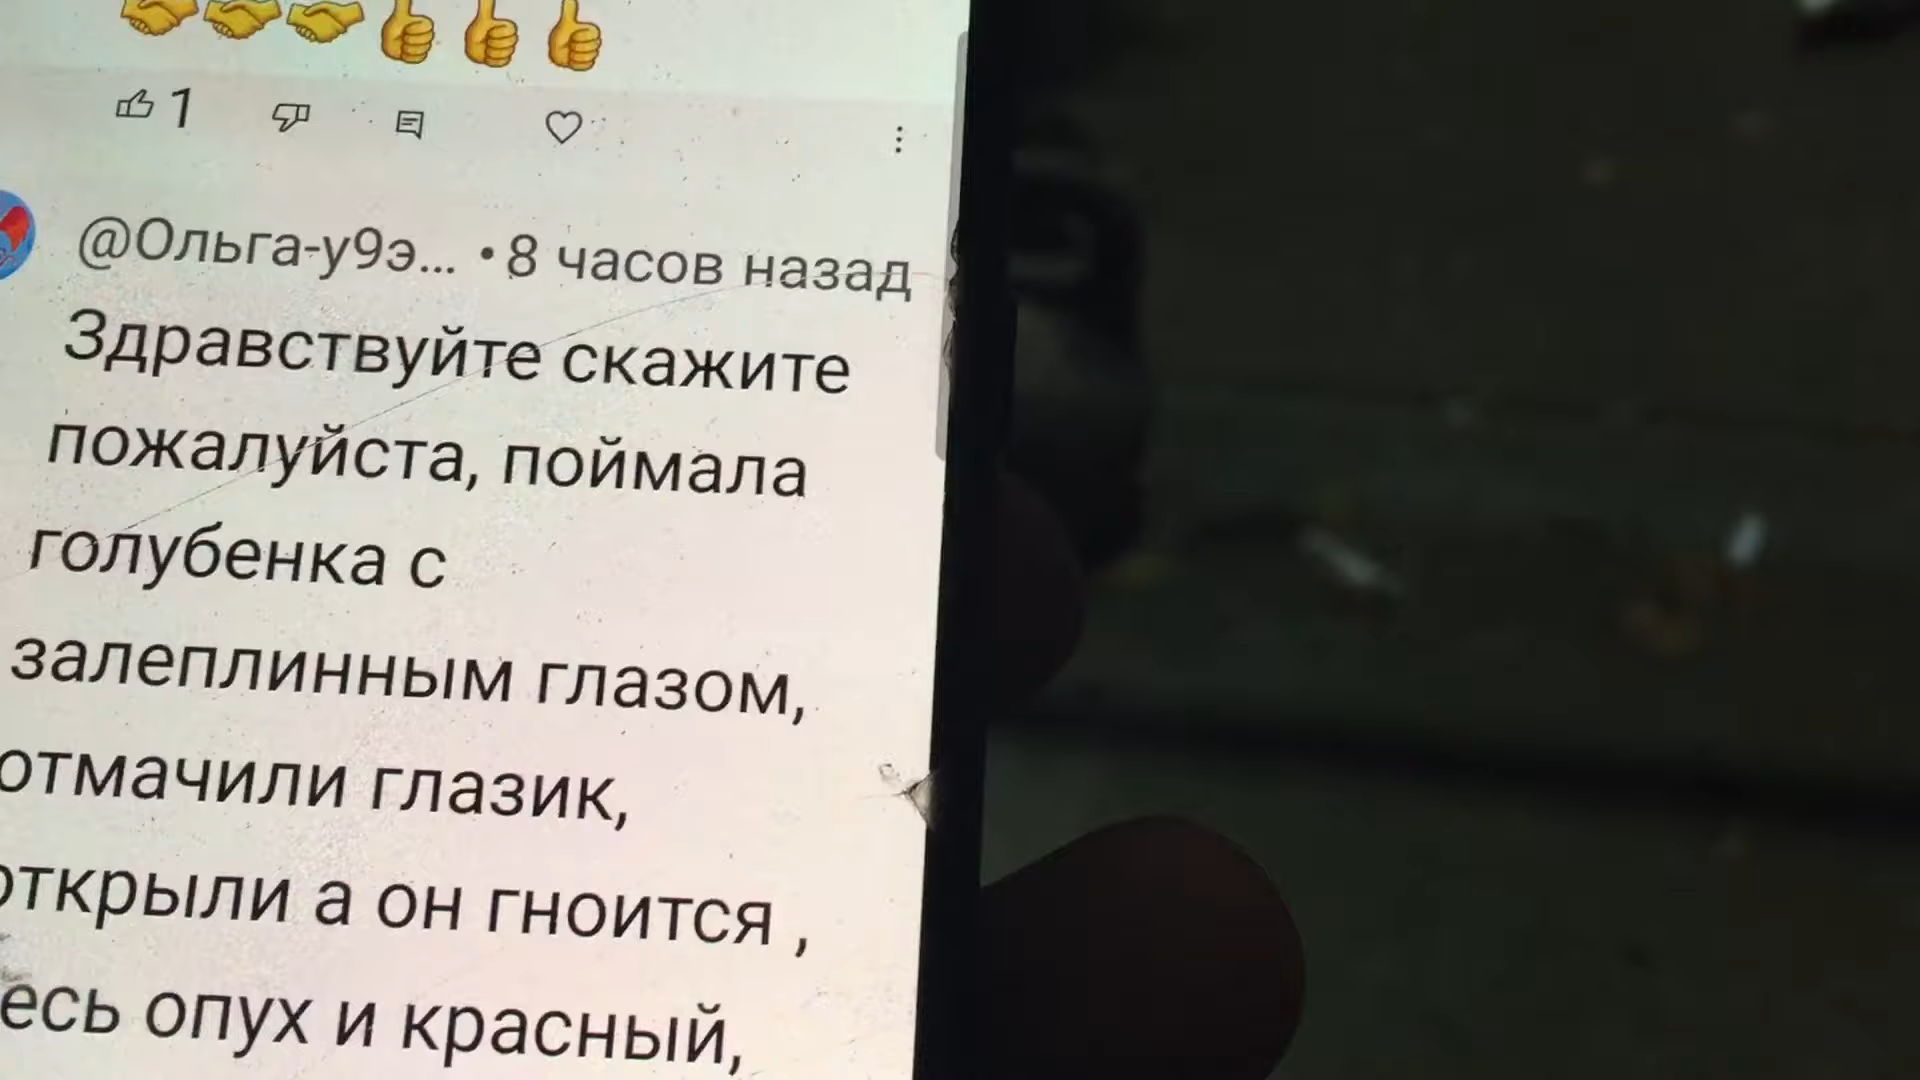 1
@Ольга-у9э... • 8 часов назад
Здравствуйте скажите
пожалуйста, поймала
голубенка с
залеплинным глазом,
отмачили глазик,
открыли а он гноится ,
есь опух и красный,